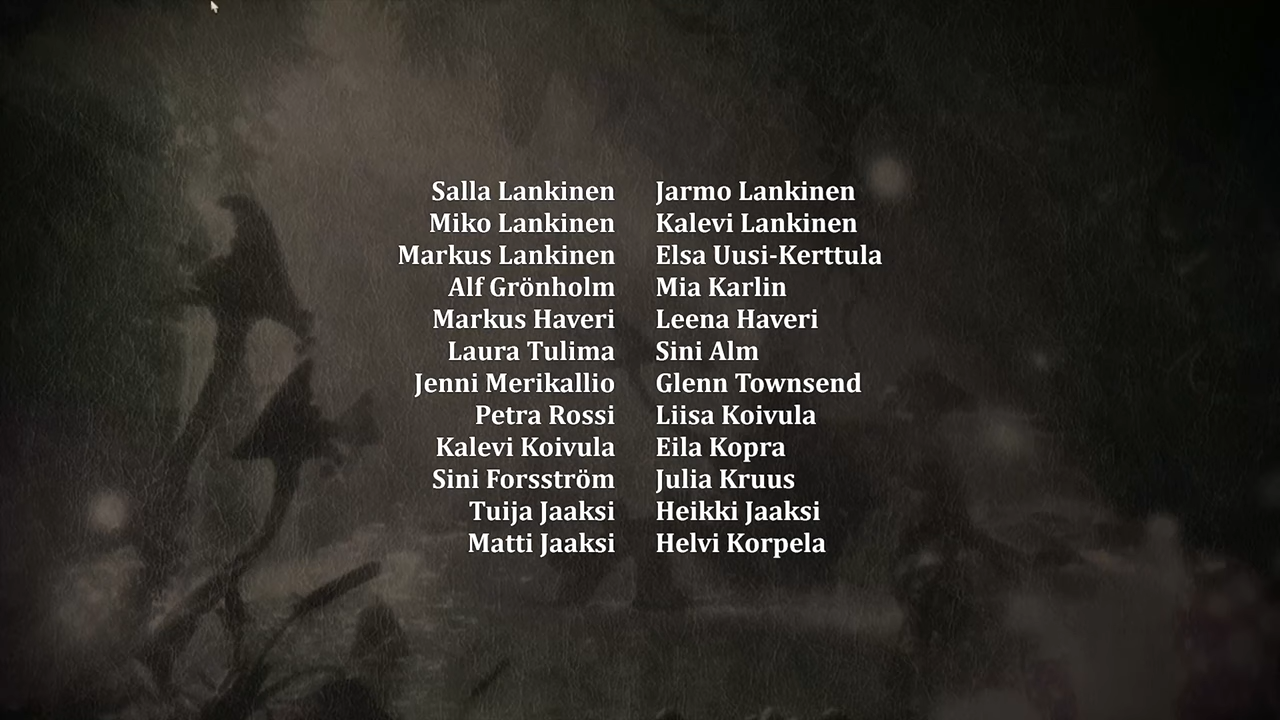 Salla Lankinen Jarmo Lankinen
Miko Lankinen Kalevi Lankinen
Markus Lankinen Elsa Uusi-Kerttula
Alf Grönholm Mia Karlin
Markus Haveri Leena Haveri
Laura Tulima Sini Alm
Jenni Merikallio Glenn Townsend
Petra Rossi Liisa Koivula
Kalevi Koivula Eila Kopra
Sini Forsström Julia Kruus
Tuija Jaaksi Heikki Jaaksi
Matti Jaaksi Helvi Korpela